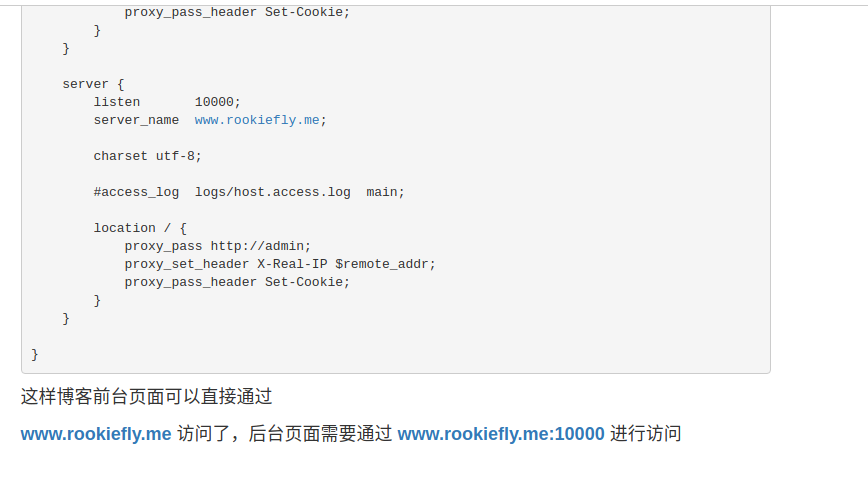 proxy_pass_header Set-Cookie;
        }
    }
    server {
        listen       10000;
        server_name  www.rookiefly.me;
        charset utf-8;
        #access_log  logs/host.access.log  main;
        location / {
            proxy_pass http://admin;
            proxy_set_header X-Real-IP $remote_addr;
            proxy_pass_header Set-Cookie;
        }
    }
}
这样博客前台页面可以直接通过
www.rookiefly.me 访问了，后台页面需要通过 www.rookiefly.me:10000 进行访问